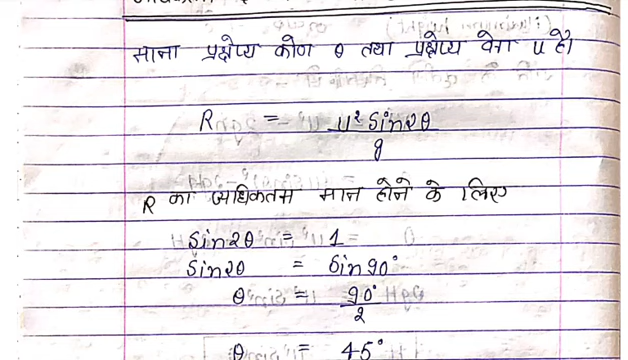 माना प्रक्षेप्य कोण θ तथा प्रक्षेप्य वेग u है।
R = u² sin2θ / g
R का अधिकतम मान होने के लिए
sin2θ = 1
sin2θ = sin90°
θ = 90° / 2
θ = 45°